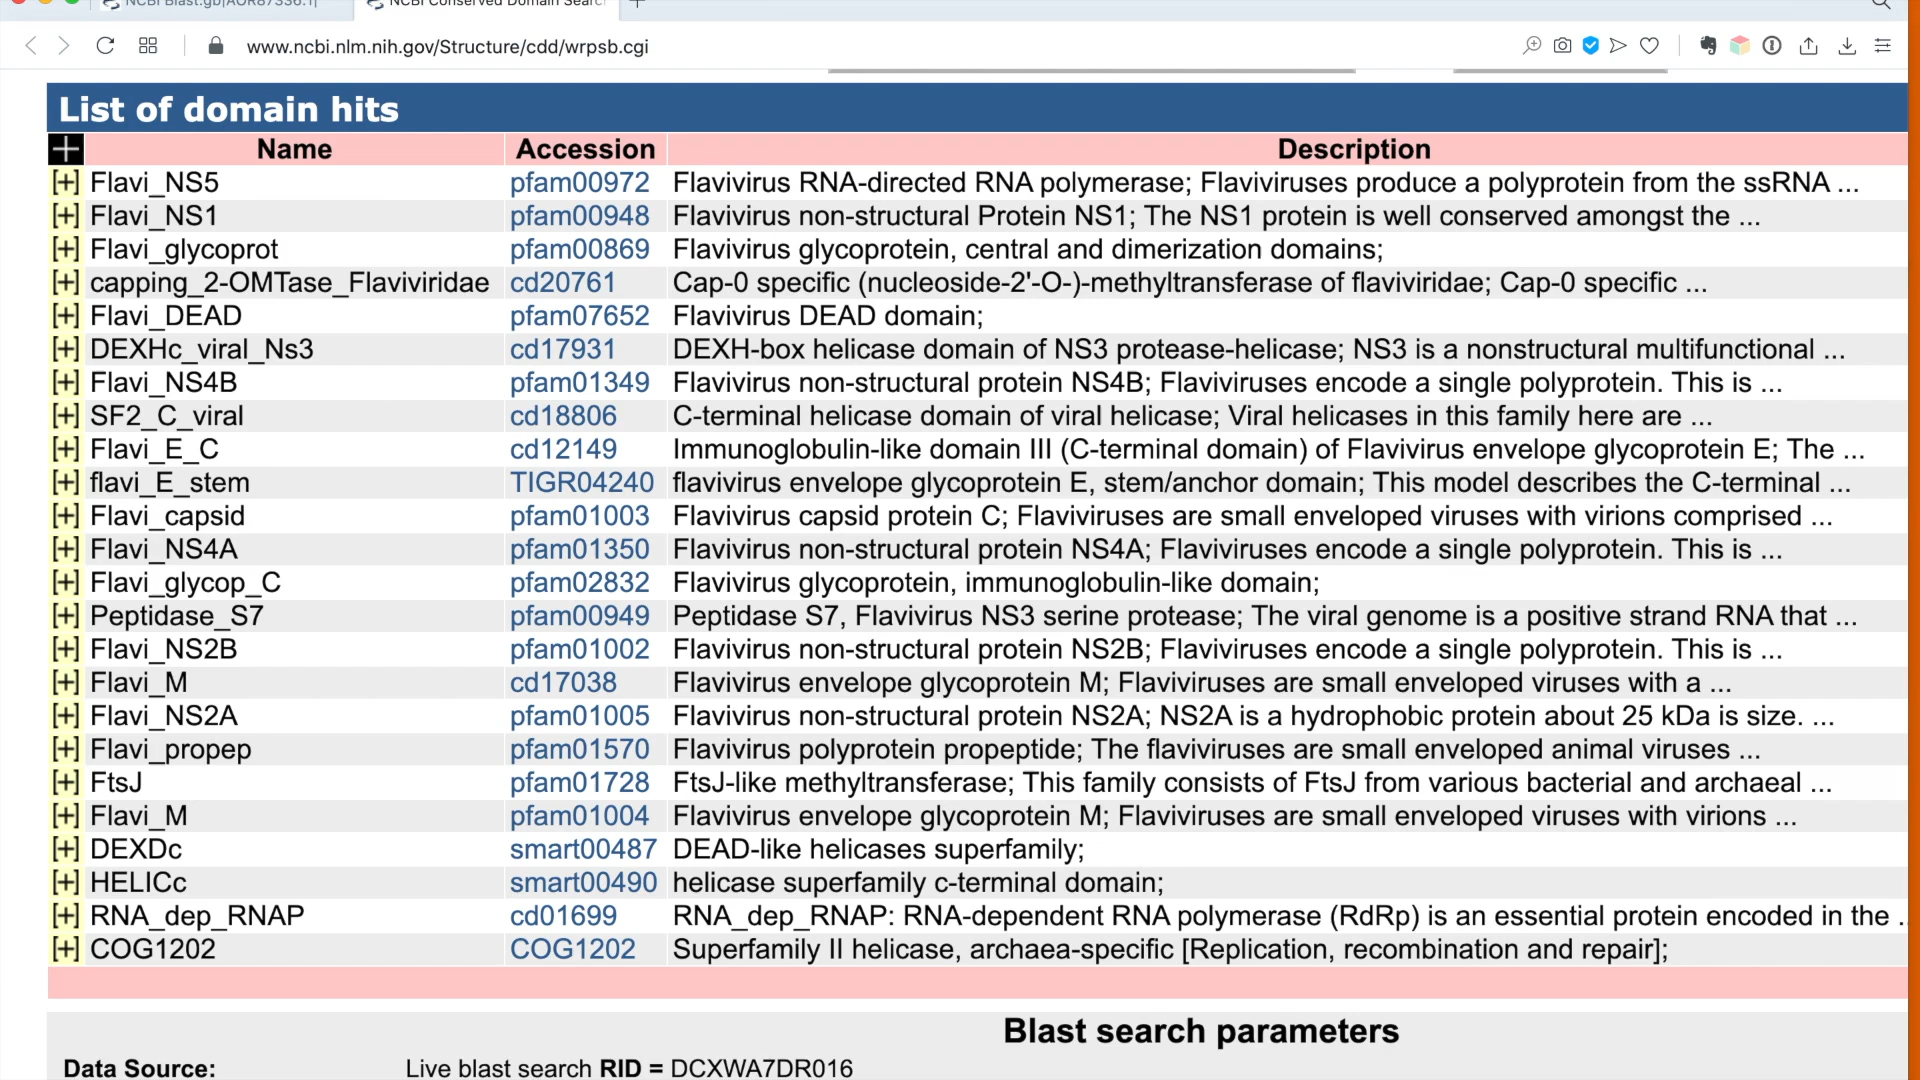 NCBI Blast:gb|AOR87336.1|
NCBI Conserved Domain Searc
www.ncbi.nlm.nih.gov/Structure/cdd/wrpsb.cgi
List of domain hits
+ Name Accession Description
[+] Flavi_NS5 pfam00972 Flavivirus RNA-directed RNA polymerase; Flaviviruses produce a polyprotein from the ssRNA ...
[+] Flavi_NS1 pfam00948 Flavivirus non-structural Protein NS1; The NS1 protein is well conserved amongst the ...
[+] Flavi_glycoprot pfam00869 Flavivirus glycoprotein, central and dimerization domains;
[+] capping_2-OMTase_Flaviviridae cd20761 Cap-0 specific (nucleoside-2'-O-)-methyltransferase of flaviviridae; Cap-0 specific ...
[+] Flavi_DEAD pfam07652 Flavivirus DEAD domain;
[+] DEXHc_viral_Ns3 cd17931 DEXH-box helicase domain of NS3 protease-helicase; NS3 is a nonstructural multifunctional ...
[+] Flavi_NS4B pfam01349 Flavivirus non-structural protein NS4B; Flaviviruses encode a single polyprotein. This is ...
[+] SF2_C_viral cd18806 C-terminal helicase domain of viral helicase; Viral helicases in this family here are ...
[+] Flavi_E_C cd12149 Immunoglobulin-like domain III (C-terminal domain) of Flavivirus envelope glycoprotein E; The ...
[+] flavi_E_stem TIGR04240 flavivirus envelope glycoprotein E, stem/anchor domain; This model describes the C-terminal ...
[+] Flavi_capsid pfam01003 Flavivirus capsid protein C; Flaviviruses are small enveloped viruses with virions comprised ...
[+] Flavi_NS4A pfam01350 Flavivirus non-structural protein NS4A; Flaviviruses encode a single polyprotein. This is ...
[+] Flavi_glycop_C pfam02832 Flavivirus glycoprotein, immunoglobulin-like domain;
[+] Peptidase_S7 pfam00949 Peptidase S7, Flavivirus NS3 serine protease; The viral genome is a positive strand RNA that ...
[+] Flavi_NS2B pfam01002 Flavivirus non-structural protein NS2B; Flaviviruses encode a single polyprotein. This is ...
[+] Flavi_M cd17038 Flavivirus envelope glycoprotein M; Flaviviruses are small enveloped viruses with a ...
[+] Flavi_NS2A pfam01005 Flavivirus non-structural protein NS2A; NS2A is a hydrophobic protein about 25 kDa is size. ...
[+] Flavi_propep pfam01570 Flavivirus polyprotein propeptide; The flaviviruses are small enveloped animal viruses ...
[+] FtsJ pfam01728 FtsJ-like methyltransferase; This family consists of FtsJ from various bacterial and archaeal ...
[+] Flavi_M pfam01004 Flavivirus envelope glycoprotein M; Flaviviruses are small enveloped viruses with virions ...
[+] DEXDc smart00487 DEAD-like helicases superfamily;
[+] HELICc smart00490 helicase superfamily c-terminal domain;
[+] RNA_dep_RNAP cd01699 RNA_dep_RNAP: RNA-dependent RNA polymerase (RdRp) is an essential protein encoded in the ..
[+] COG1202 COG1202 Superfamily II helicase, archaea-specific [Replication, recombination and repair];
Blast search parameters
Data Source: Live blast search RID = DCXWA7DR016